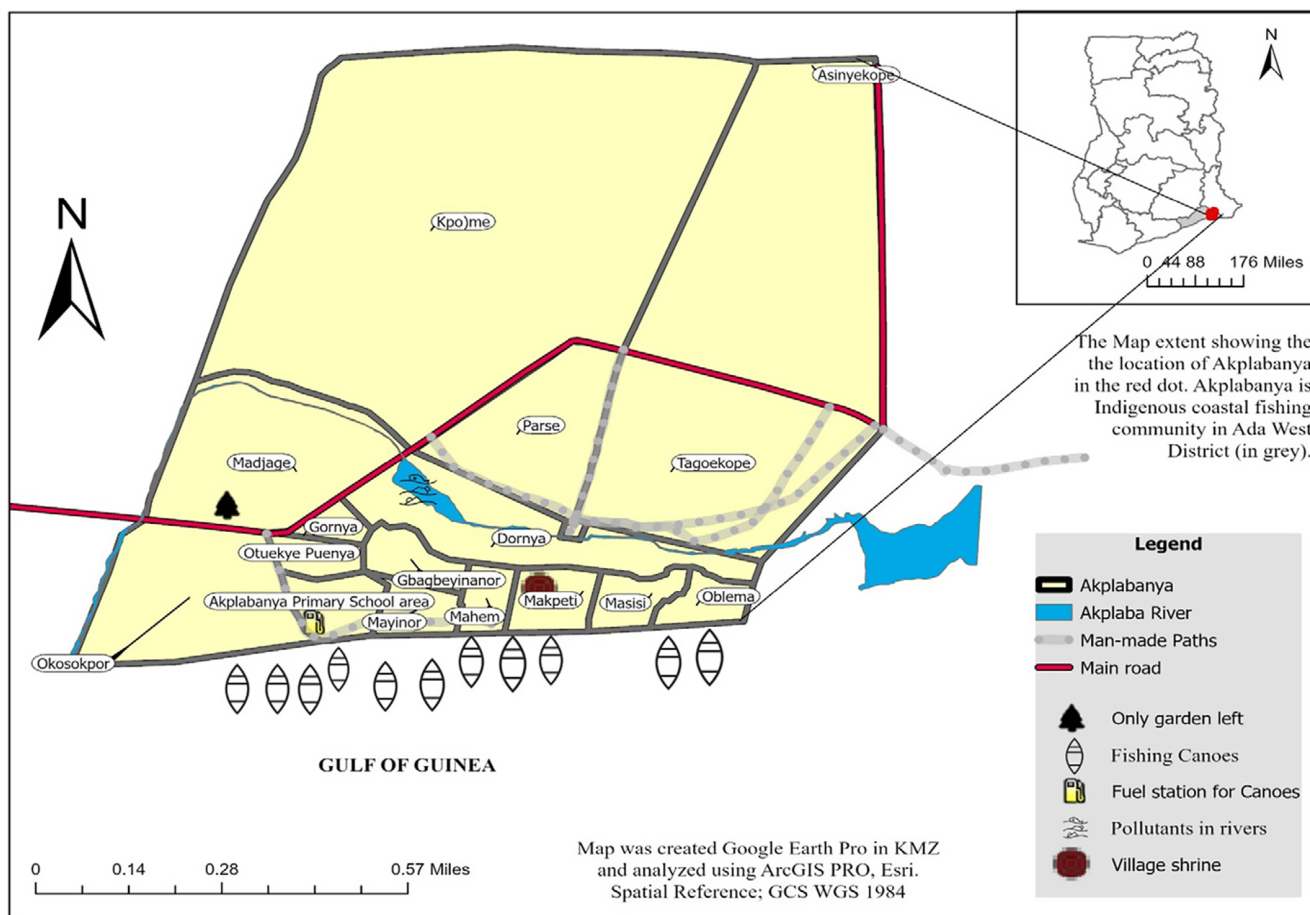 Asinyekope
N
N
Kpo)me
0 44 88 176 Miles
The Map extent showing the
the location of Akplabanya
in the red dot. Akplabanya is
Indigenous coastal fishing
community in Ada West
District (in grey).
Parse
Madjage
Tagoekope
Gornya
Dornya
Otuekye Puenya
Gbagbeyinanor
Akplabanya Primary School area
Mayinor
Mahem
Makpeti
Masisi
Oblema
Okosokpor
GULF OF GUINEA
Legend
Akplabanya
Akplaba River
Man-made Paths
Main road
Only garden left
Fishing Canoes
Fuel station for Canoes
Pollutants in rivers
Village shrine
0 0.14 0.28 0.57 Miles
Map was created Google Earth Pro in KMZ
and analyzed using ArcGIS PRO, Esri.
Spatial Reference; GCS WGS 1984